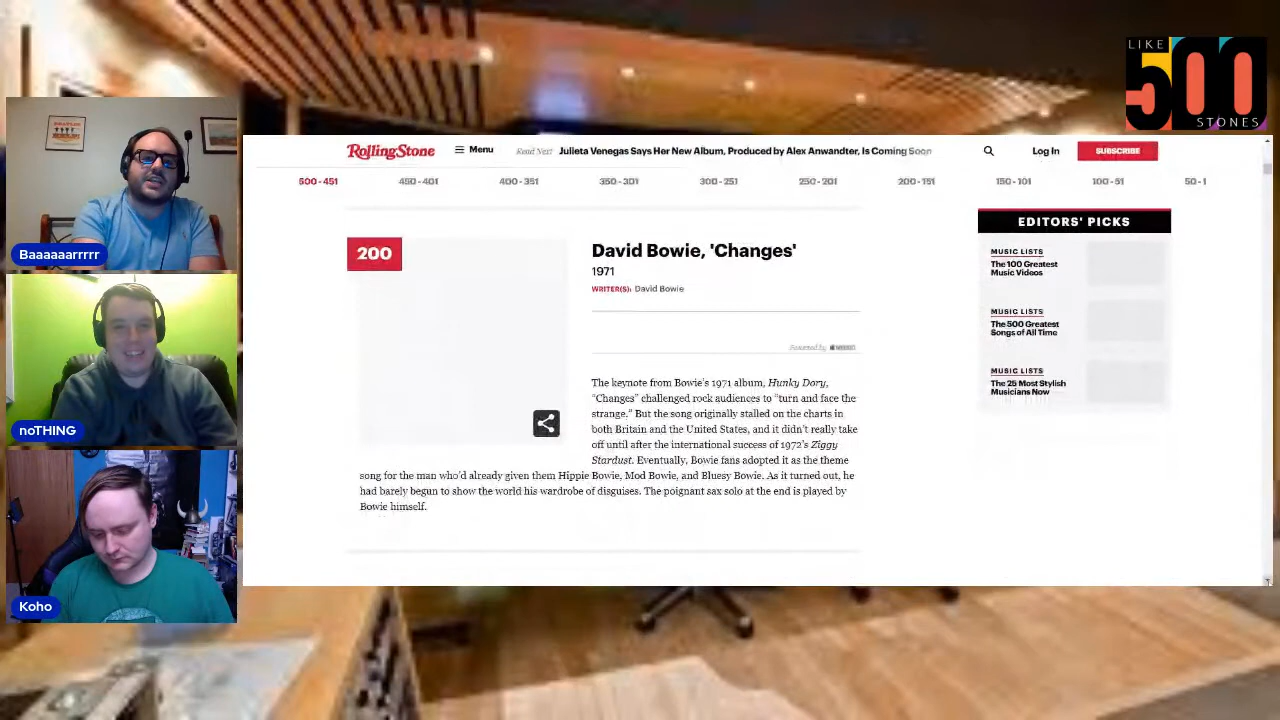 LIKE
500
STONES
Baaaaaarrrrr
noTHING
Koho
RollingStone
Menu
Read Next Julieta Venegas Says Her New Album, Produced by Alex Anwandter, Is Coming Soon
Log In
SUBSCRIBE
500-451 450-401 400-351 350-301 300-251 250-201 200-151 150-101 100-51 50-1
200
David Bowie, 'Changes'
1971
WRITER(S): David Bowie
Presented by
The keynote from Bowie's 1971 album, Hunky Dory,
"Changes" challenged rock audiences to "turn and face the
strange." But the song originally stalled on the charts in
both Britain and the United States, and it didn't really take
off until after the international success of 1972's Ziggy
Stardust. Eventually, Bowie fans adopted it as the theme
song for the man who'd already given them Hippie Bowie, Mod Bowie, and Bluesy Bowie. As it turned out, he
had barely begun to show the world his wardrobe of disguises. The poignant sax solo at the end is played by
Bowie himself.
EDITORS' PICKS
MUSIC LISTS
The 100 Greatest
Music Videos
MUSIC LISTS
The 500 Greatest
Songs of All Time
MUSIC LISTS
The 25 Most Stylish
Musicians Now